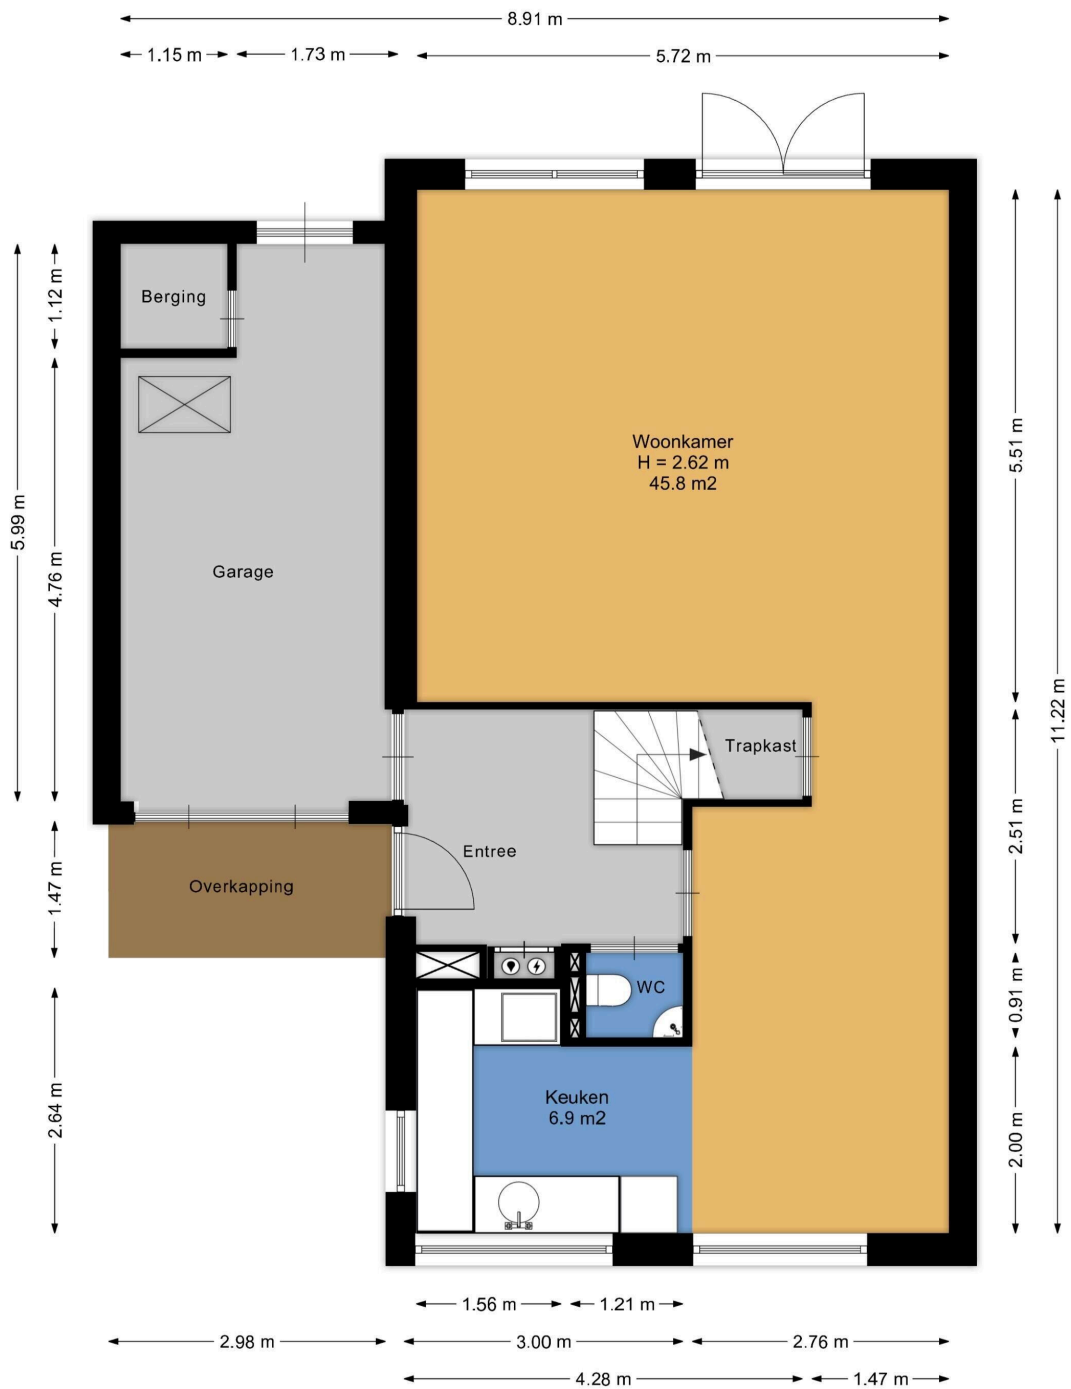 8.91 m
1.15 m
1.73 m
5.72 m
Berging
1.12 m
5.51 m
Woonkamer
H = 2.62 m
45.8 m2
5.99 m
4.76 m
Garage
11.22 m
Trapkast
2.51 m
Entree
Overkapping
1.47 m
WC
0.91 m
Keuken
6.9 m2
2.64 m
2.00 m
1.56 m
1.21 m
2.98 m
3.00 m
2.76 m
4.28 m
1.47 m